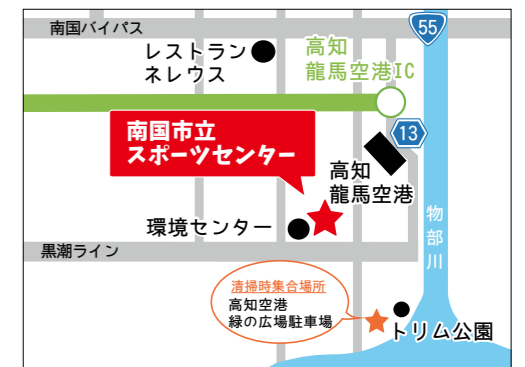 南国バイパス
55
レストラン
ネレウス
高知
龍馬空港IC
13
南国市立
スポーツセンター
高知
龍馬空港
環境センター
物部川
黒潮ライン
清掃時集合場所
高知空港
緑の広場駐車場
トリム公園